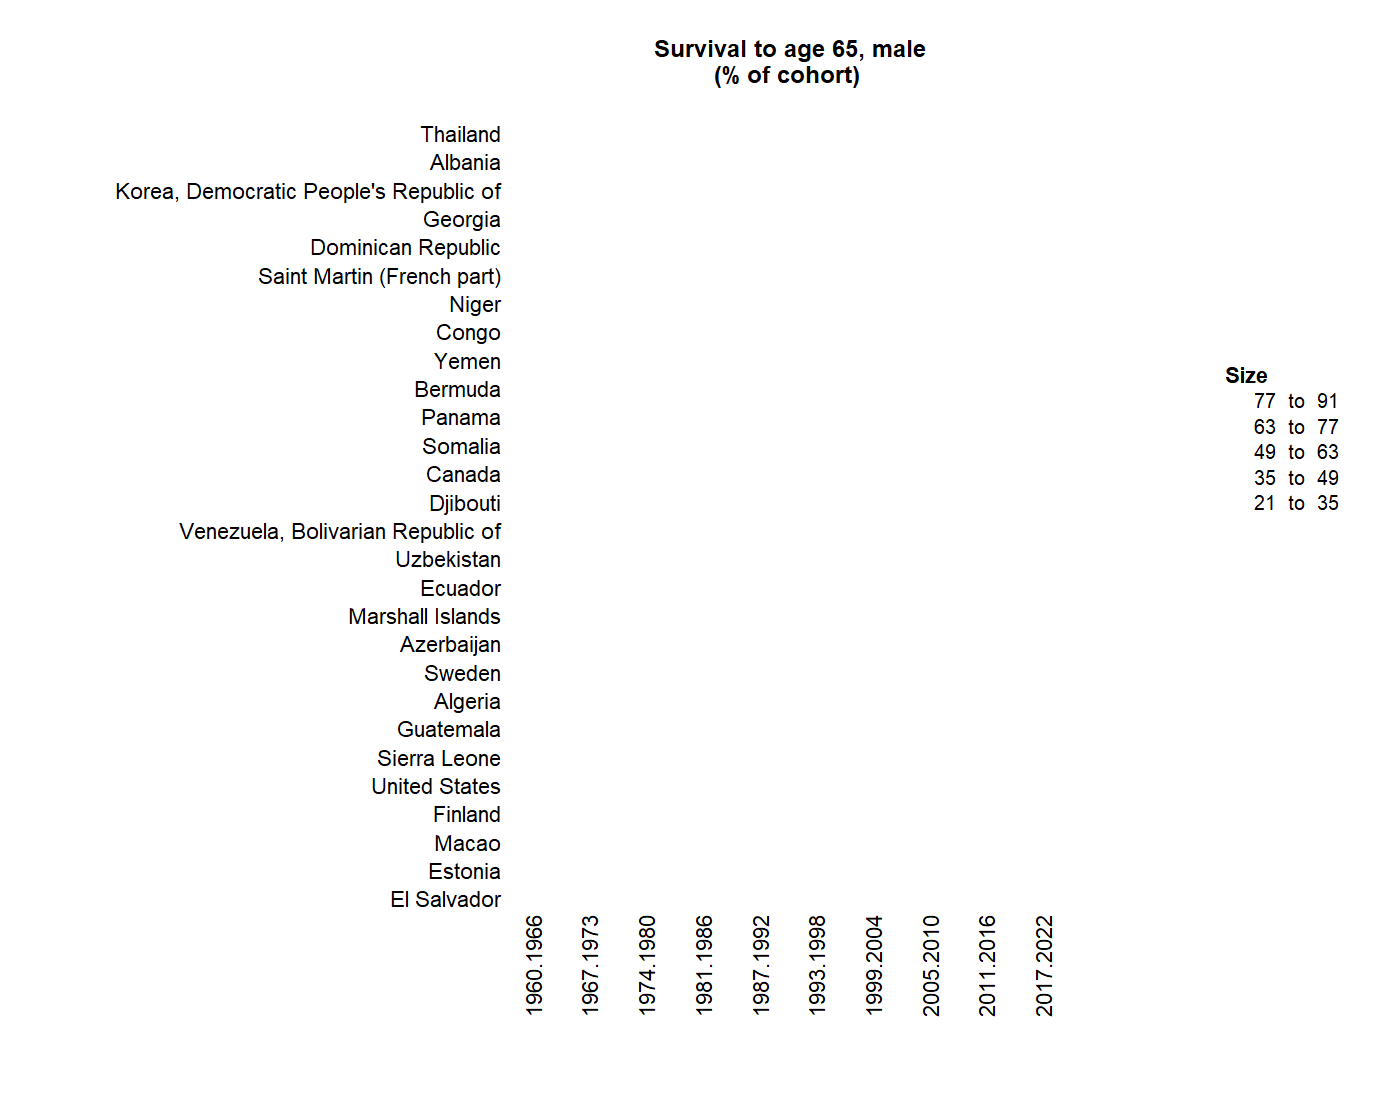 Survival to age 65, male
(% of cohort)
Thailand
Albania
Korea, Democratic People's Republic of
Georgia
Dominican Republic
Saint Martin (French part)
Niger
Congo
Yemen
Bermuda
Panama
Somalia
Canada
Djibouti
Venezuela, Bolivarian Republic of
Uzbekistan
Ecuador
Marshall Islands
Azerbaijan
Sweden
Algeria
Guatemala
Sierra Leone
United States
Finland
Macao
Estonia
El Salvador
1960.1966
1967.1973
1974.1980
1981.1986
1987.1992
1993.1998
1999.2004
2005.2010
2011.2016
2017.2022
Size
77 to 91
63 to 77
49 to 63
35 to 49
21 to 35